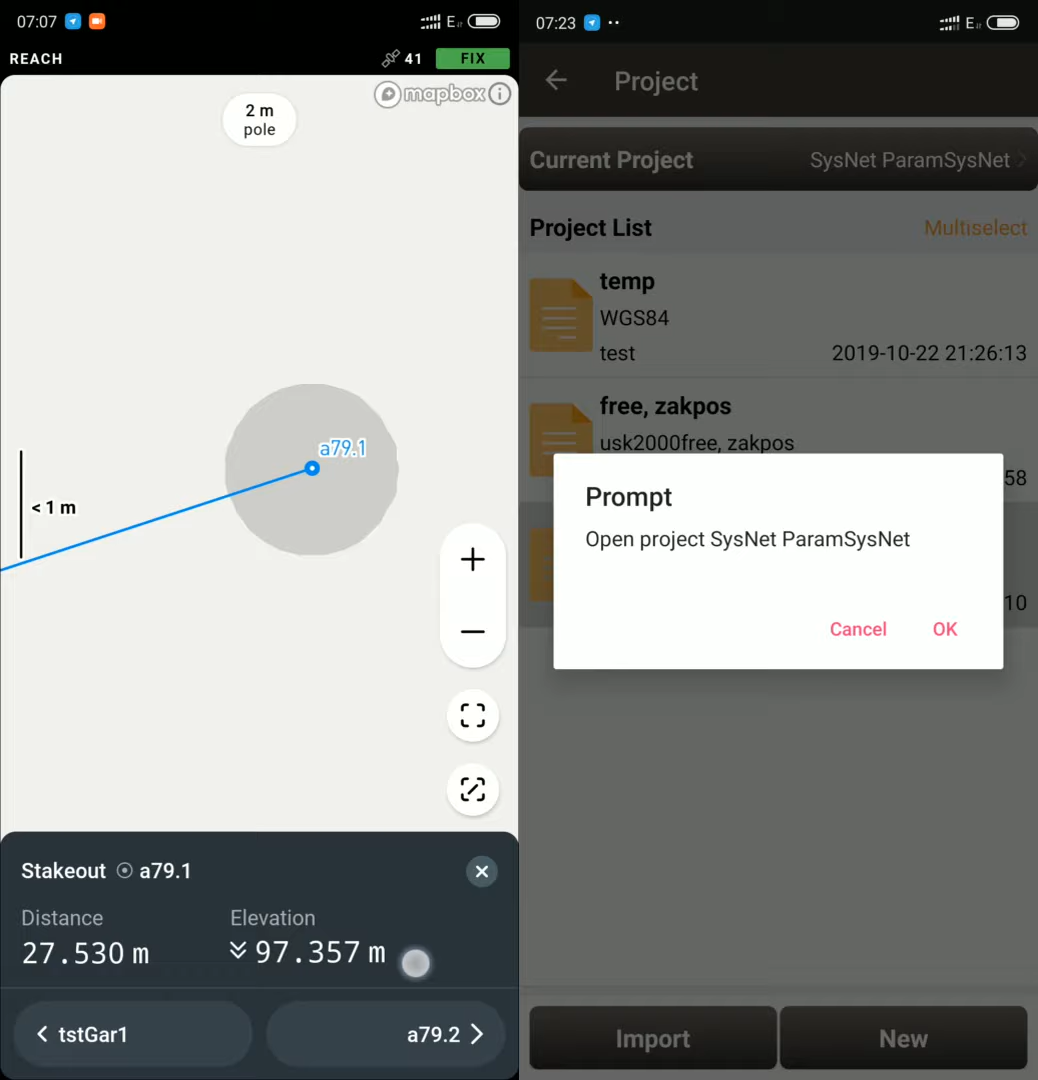 07:07
REACH
41
FIX
mapbox
2 m
pole
a79.1
< 1 m
Stakeout a79.1
Distance
Elevation
27.530 m
97.357 m
tstGar1
a79.2
07:23
Project
Current Project
SysNet ParamSysNet
Project List
Multiselect
temp
WGS84
test
2019-10-22 21:26:13
free, zakpos
usk2000free, zakpos
58
Prompt
Open project SysNet ParamSysNet
10
Cancel
OK
Import
New